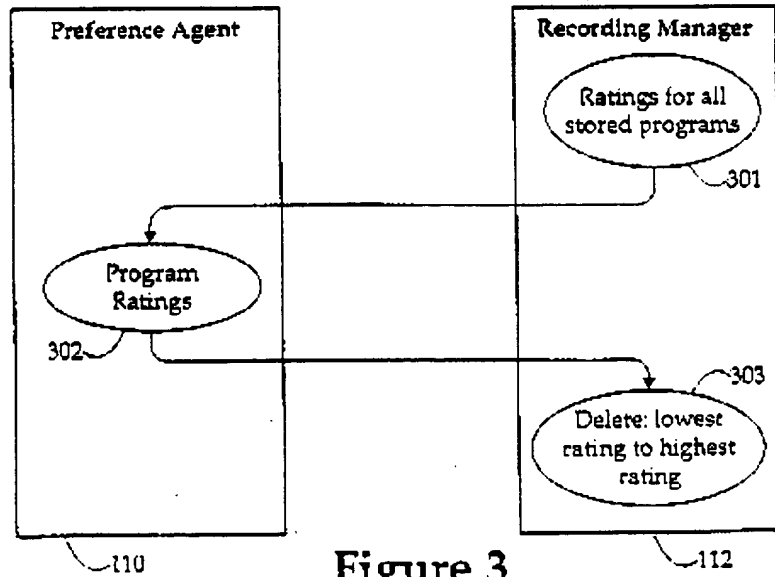 Preference Agent
Recording Manager
Ratings for all
stored programs
301
Program
Ratings
302
303
Delete: lowest
rating to highest
rating
110
Figure 3
112